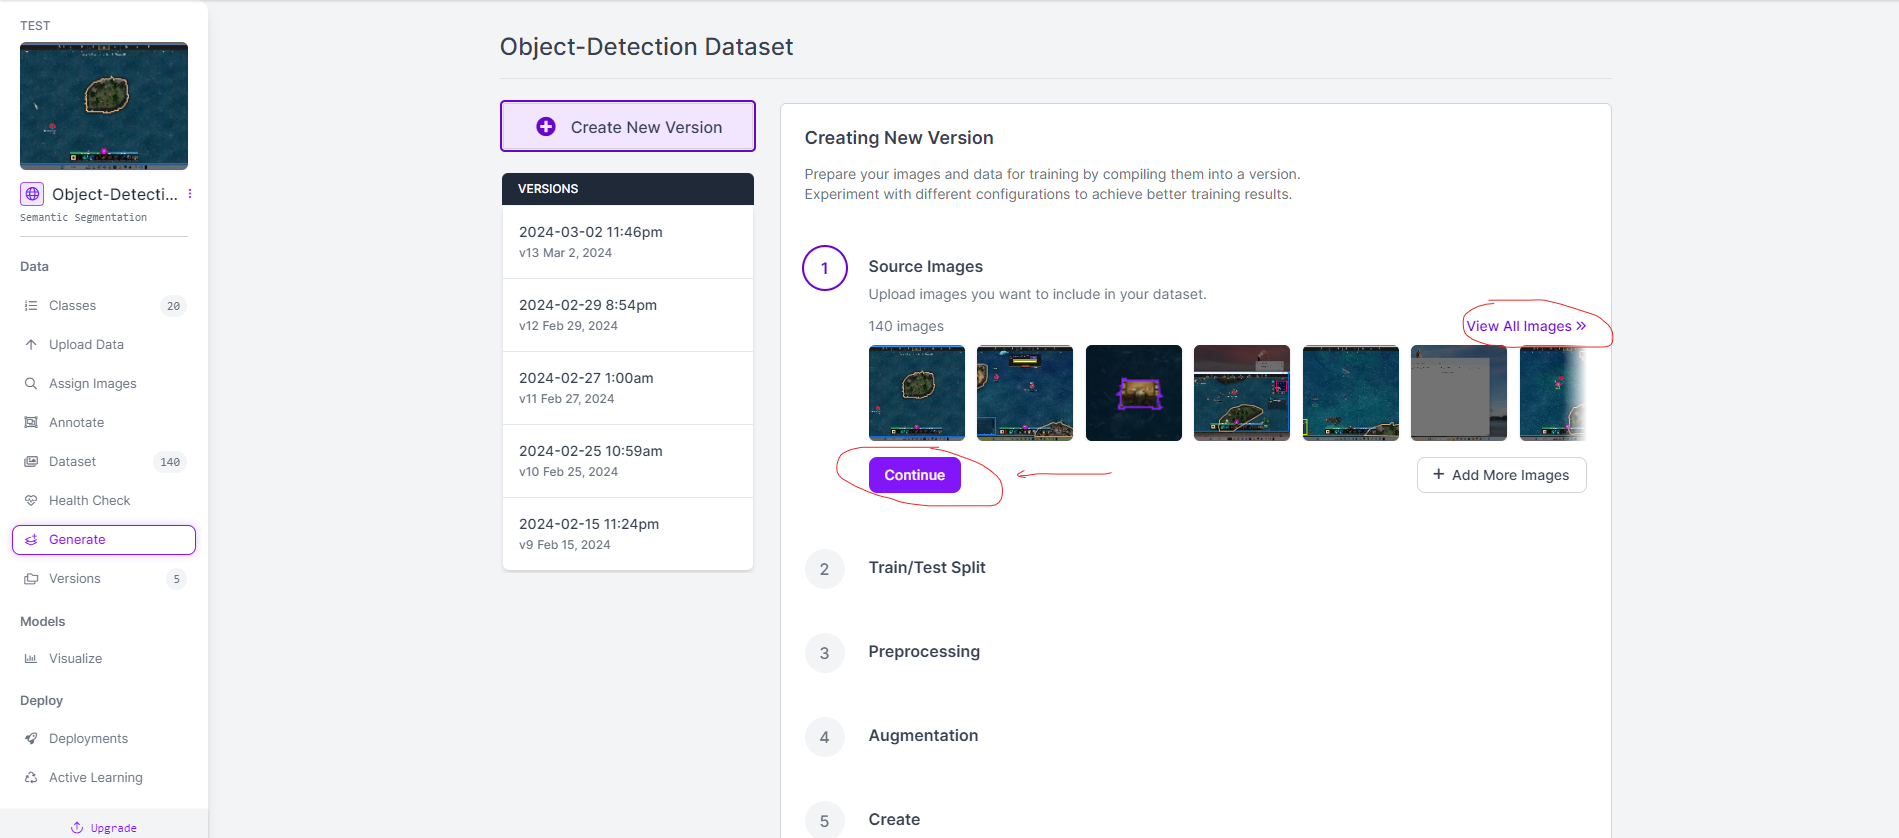 TEST
Object-Detecti...
Semantic Segmentation
Data
Classes 20
Upload Data
Assign Images
Annotate
Dataset 140
Health Check
Generate
Versions 5
Models
Visualize
Deploy
Deployments
Active Learning
Upgrade
Object-Detection Dataset
Create New Version
VERSIONS
2024-03-02 11:46pm
v13 Mar 2, 2024
2024-02-29 8:54pm
v12 Feb 29, 2024
2024-02-27 1:00am
v11 Feb 27, 2024
2024-02-25 10:59am
v10 Feb 25, 2024
2024-02-15 11:24pm
v9 Feb 15, 2024
Creating New Version
Prepare your images and data for training by compiling them into a version.
Experiment with different configurations to achieve better training results.
1 Source Images
Upload images you want to include in your dataset.
140 images
View All Images »
Continue
+ Add More Images
2 Train/Test Split
3 Preprocessing
4 Augmentation
5 Create